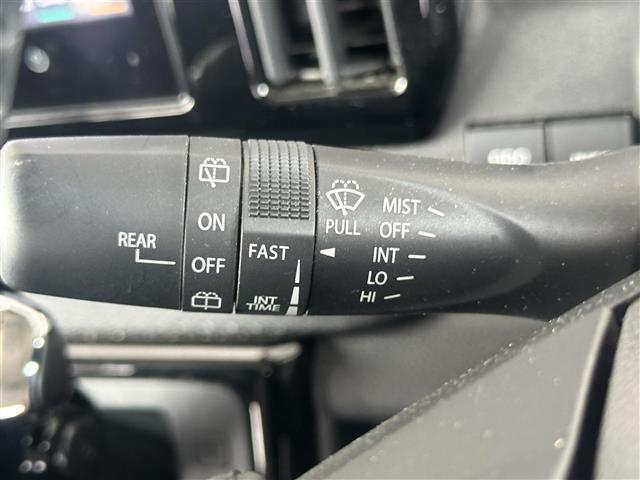 REAR
ON
OFF
FAST
INT
TIME
PULL
MIST
OFF
INT
LO
HI